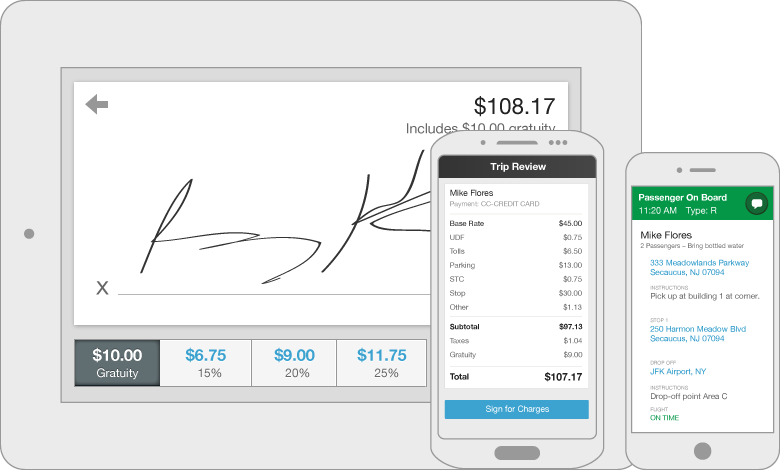 $108.17
Includes $10.00 gratuity
X
$10.00
Gratuity
$6.75
15%
$9.00
20%
$11.75
25%
Trip Review
Mike Flores
Payment: CC-CREDIT CARD
Base Rate $45.00
UDF $0.75
Tolls $6.50
Parking $13.00
STC $0.75
Stop $30.00
Other $1.13
Subtotal $97.13
Taxes $1.04
Gratuity $9.00
Total $107.17
Sign for Charges
Passenger On Board
11:20 AM Type: R
Mike Flores
2 Passengers – Bring bottled water
333 Meadowlands Parkway
Secaucus, NJ 07094
INSTRUCTIONS
Pick up at building 1 at corner.
STOP 1
250 Harmon Meadow Blvd
Secaucus, NJ 07094
DROP OFF
JFK Airport, NY
INSTRUCTIONS
Drop-off point Area C
FLIGHT
ON TIME